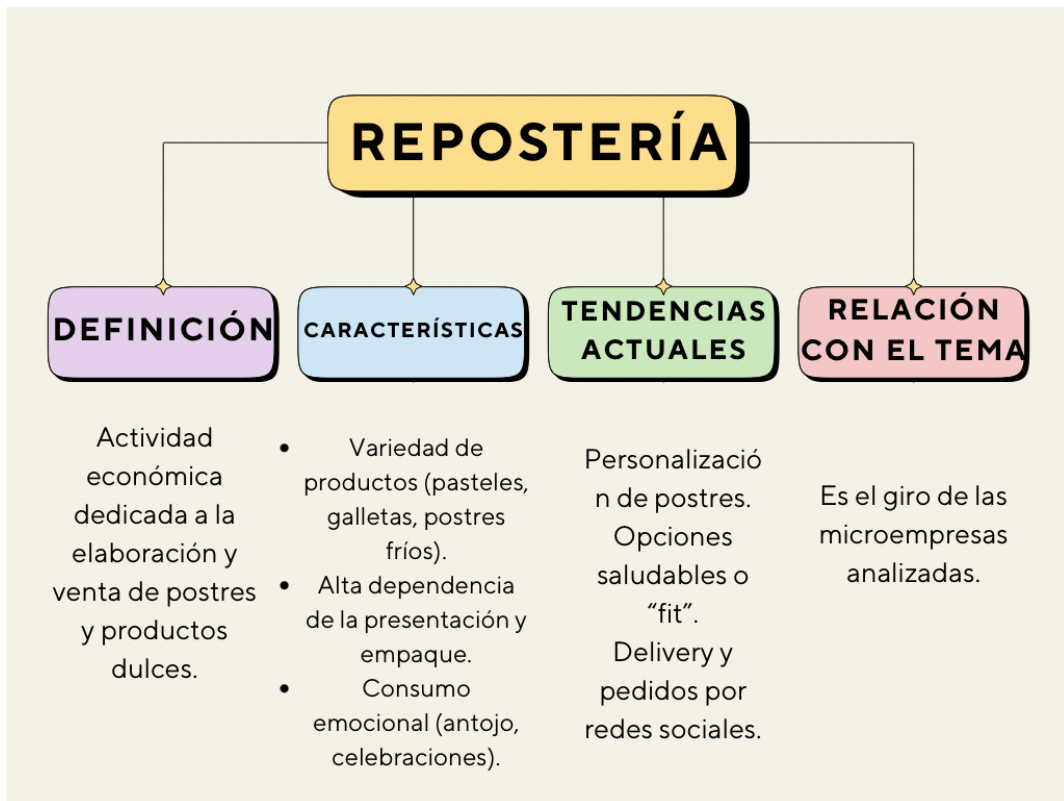 REPOSTERÍA
DEFINICIÓN
Actividad
económica
dedicada a la
elaboración y
venta de postres
y productos
dulces.
CARACTERÍSTICAS
• Variedad de
productos (pasteles,
galletas, postres
fríos).
• Alta dependencia
de la presentación y
empaque.
• Consumo
emocional (antojo,
celebraciones).
TENDENCIAS
ACTUALES
Personalizació
n de postres.
Opciones
saludables o
“fit”.
Delivery y
pedidos por
redes sociales.
RELACIÓN
CON EL TEMA
Es el giro de las
microempresas
analizadas.